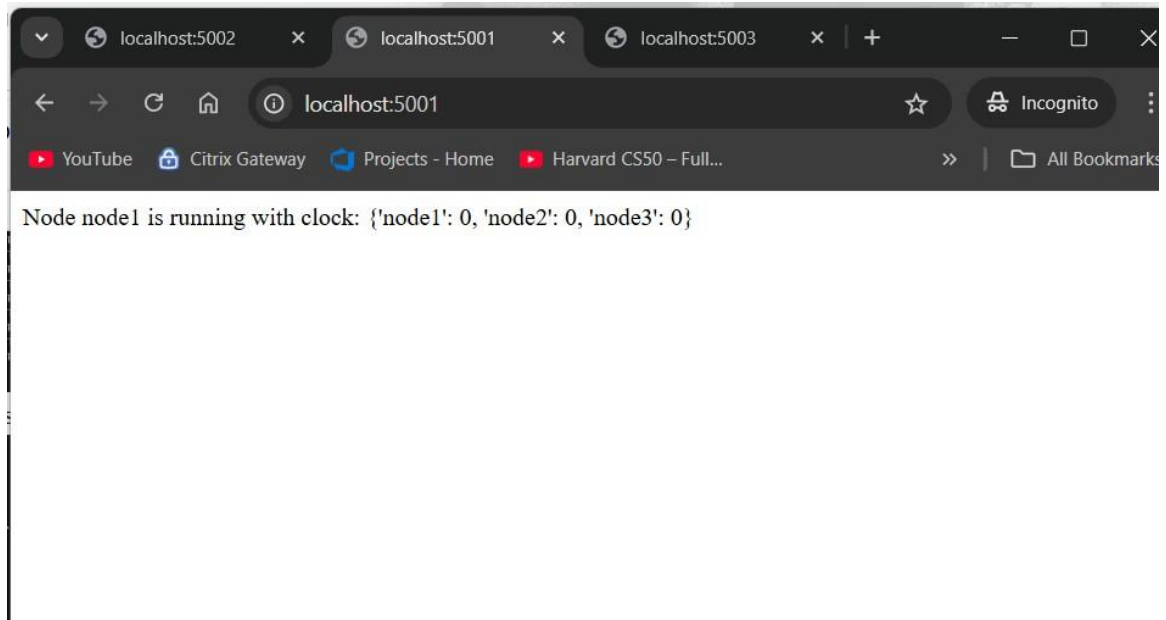 localhost:5002 localhost:5001 localhost:5003
localhost:5001 Incognito
YouTube Citrix Gateway Projects - Home Harvard CS50 – Full... All Bookmarks
Node node1 is running with clock: {'node1': 0, 'node2': 0, 'node3': 0}